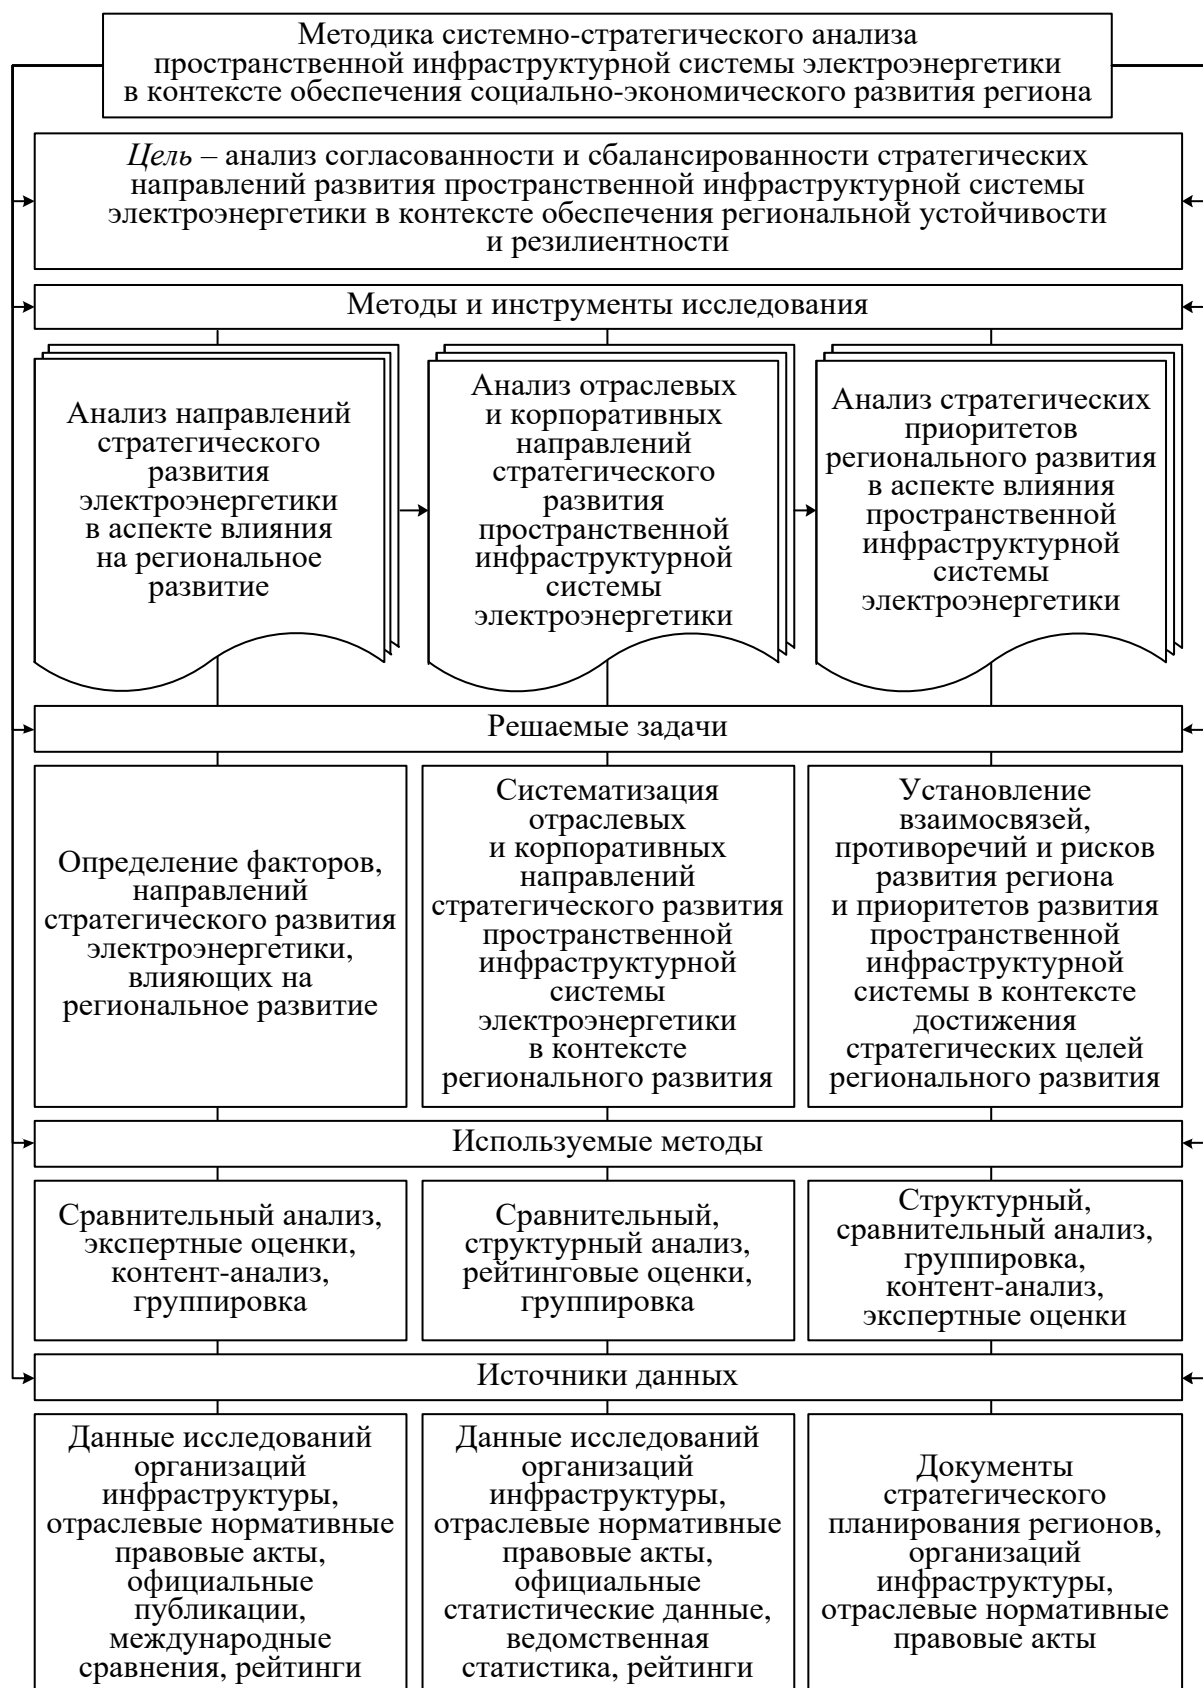 Методика системно-стратегического анализа
пространственной инфраструктурной системы электроэнергетики
в контексте обеспечения социально-экономического развития региона
Цель – анализ согласованности и сбалансированности стратегических
направлений развития пространственной инфраструктурной системы
электроэнергетики в контексте обеспечения региональной устойчивости
и резилиентности
Методы и инструменты исследования
Анализ направлений
стратегического
развития
электроэнергетики
в аспекте влияния
на региональное
развитие
Анализ отраслевых
и корпоративных
направлений
стратегического
развития
пространственной
инфраструктурной
системы
электроэнергетики
Анализ стратегических
приоритетов
регионального развития
в аспекте влияния
пространственной
инфраструктурной
системы
электроэнергетики
Решаемые задачи
Определение факторов,
направлений
стратегического развития
электроэнергетики,
влияющих на
региональное развитие
Систематизация
отраслевых
и корпоративных
направлений
стратегического развития
пространственной
инфраструктурной
системы
электроэнергетики
в контексте
регионального развития
Установление
взаимосвязей,
противоречий и рисков
развития региона
и приоритетов развития
пространственной
инфраструктурной
системы в контексте
достижения
стратегических целей
регионального развития
Используемые методы
Сравнительный анализ,
экспертные оценки,
контент-анализ,
группировка
Сравнительный,
структурный анализ,
рейтинговые оценки,
группировка
Структурный,
сравнительный анализ,
группировка,
контент-анализ,
экспертные оценки
Источники данных
Данные исследований
организаций
инфраструктуры,
отраслевые нормативные
правовые акты,
официальные
публикации,
международные
сравнения, рейтинги
Данные исследований
организаций
инфраструктуры,
отраслевые нормативные
правовые акты,
официальные
статистические данные,
ведомственная
статистика, рейтинги
Документы
стратегического
планирования регионов,
организаций
инфраструктуры,
отраслевые нормативные
правовые акты